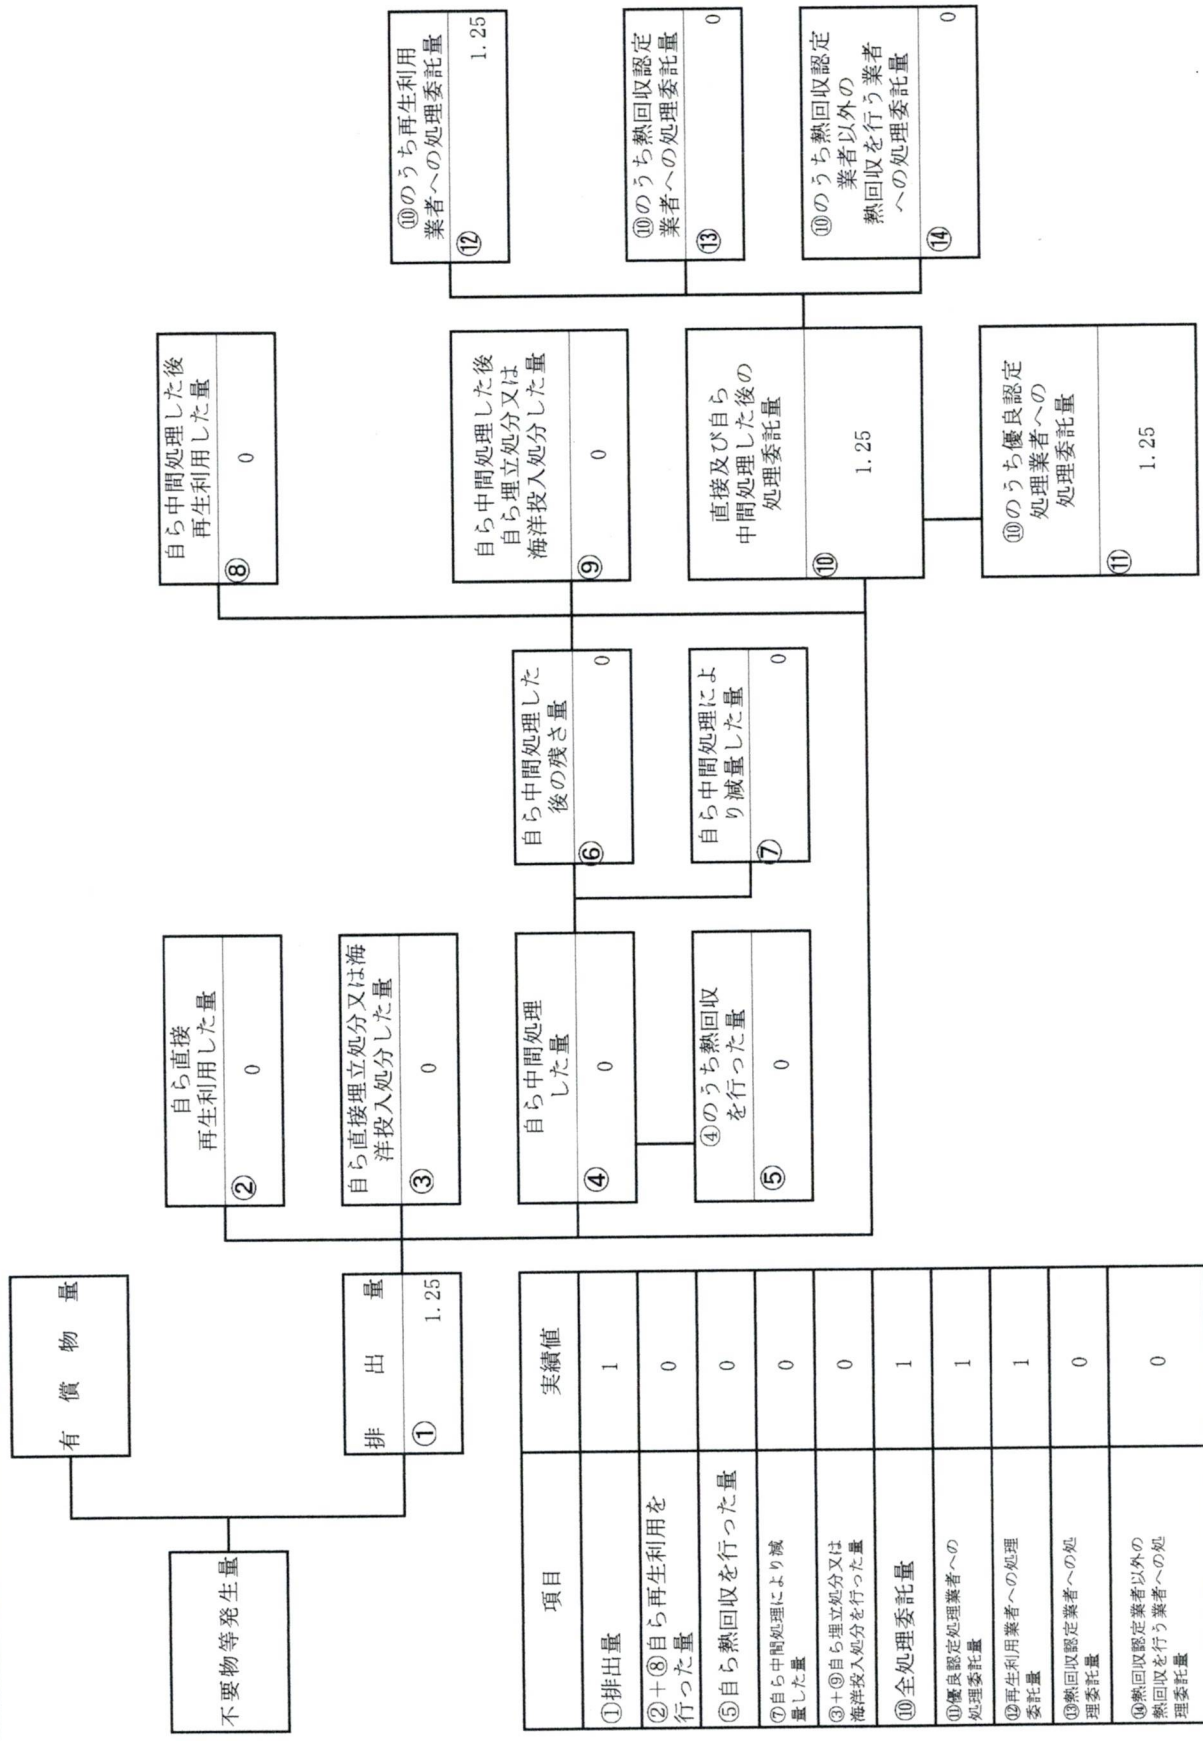 不要物等発生量
有償物量
排出量
① 1.25
自ら直接
再生利用した量
② 0
自ら直接埋立処分又は海
洋投入処分した量
③ 0
自ら中間処理
した量
④ 0
④のうち熱回収
を行った量
⑤ 0
自ら中間処理した
後の残さ量
⑥ 0
自ら中間処理によ
り減量した量
⑦ 0
自ら中間処理した後
再生利用した量
⑧ 0
自ら中間処理した後
自ら埋立処分又は
海洋投入処分した量
⑨ 0
直接及び自ら
中間処理した後の
処理委託量
⑩ 1.25
⑩のうち優良認定
処理業者への
処理委託量
⑪ 1.25
⑩のうち再生利用
業者への処理委託量
⑫ 1.25
⑩のうち熱回収認定
業者への処理委託量
⑬ 0
⑩のうち熱回収認定
業者以外の
熱回収を行う業者
への処理委託量
⑭ 0
項目 実績値
①排出量 1
②+⑧自ら再生利用を
行った量 0
⑤自ら熱回収を行った量 0
⑦自ら中間処理により減
量した量 0
③+⑨自ら埋立処分又は
海洋投入処分を行った量 0
⑩全処理委託量 1
⑪優良認定処理業者への
処理委託量 1
⑫再生利用業者への処理
委託量 1
⑬熱回収認定業者への処
理委託量 0
⑭熱回収認定業者以外の
熱回収を行う業者への処
理委託量 0